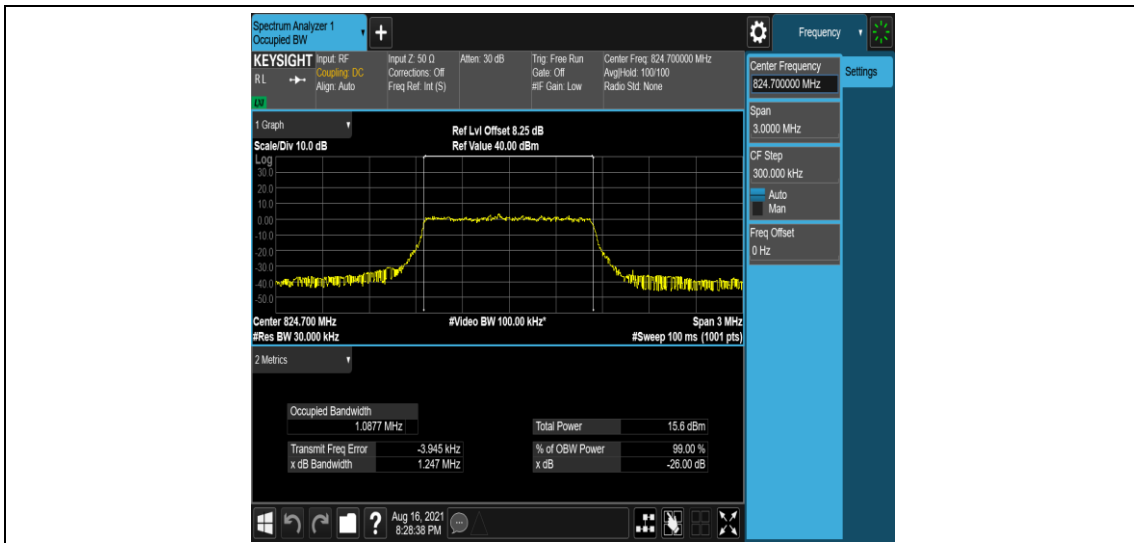 Spectrum Analyzer 1
Occupied BW
+
Frequency
KEYSIGHT
RL
Input: RF
Coupling: DC
Align: Auto
Input Z: 50 Ω
Corrections: Off
Freq Ref: Int (S)
Atten: 30 dB
Trig: Free Run
Gate: Off
#IF Gain: Low
Center Freq: 824.700000 MHz
Avg|Hold: 100/100
Radio Std: None
Center Frequency
824.700000 MHz
Settings
Span
3.0000 MHz
CF Step
300.000 kHz
Auto
Man
Freq Offset
0 Hz
1 Graph
Ref Lvl Offset 8.25 dB
Scale/Div 10.0 dB
Ref Value 40.00 dBm
Log
30.0
20.0
10.0
0.00
-10.0
-20.0
-30.0
-40.0
-50.0
Center 824.700 MHz
#Video BW 100.00 kHz*
Span 3 MHz
#Res BW 30.000 kHz
#Sweep 100 ms (1001 pts)
2 Metrics
Occupied Bandwidth
1.0877 MHz
Total Power 15.6 dBm
Transmit Freq Error -3.945 kHz
% of OBW Power 99.00 %
x dB Bandwidth 1.247 MHz
x dB -26.00 dB
?
Aug 16, 2021
8:28:38 PM